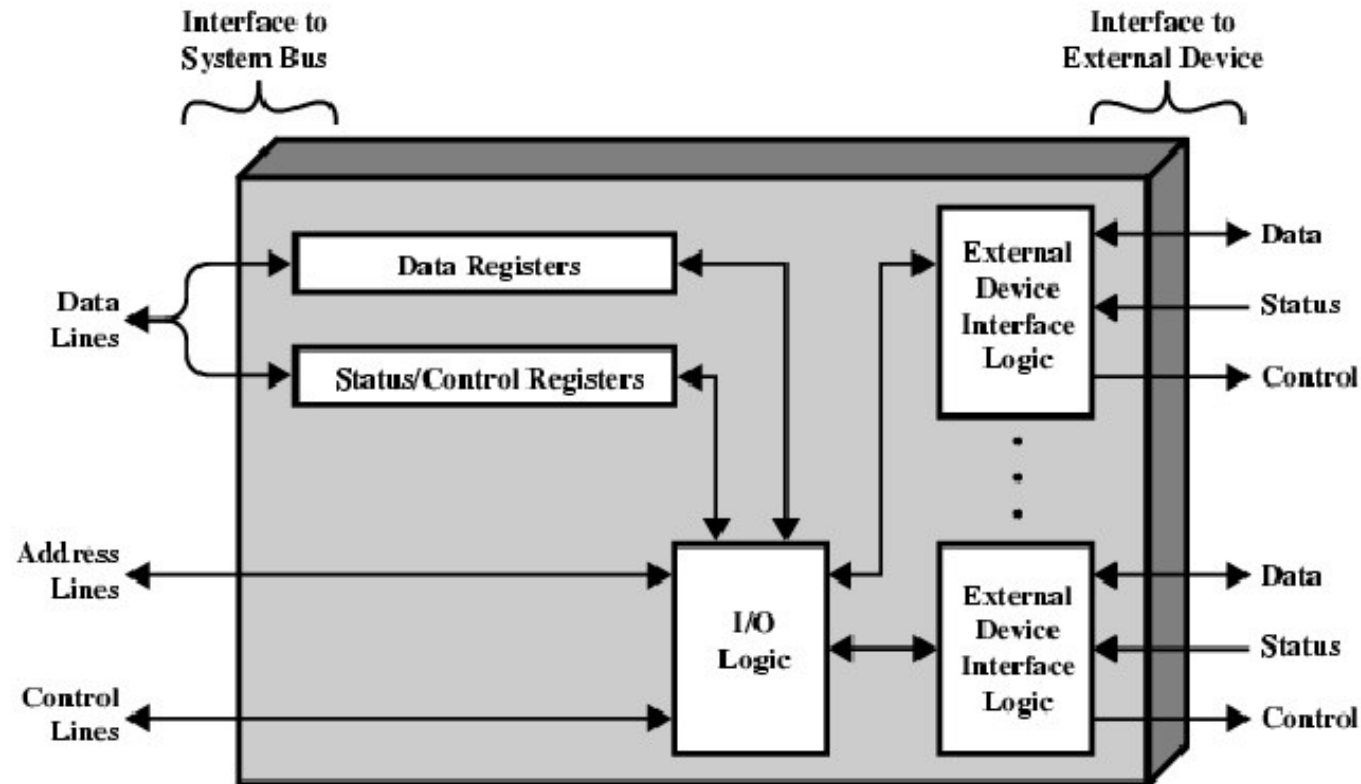 Interface to
System Bus
Interface to
External Device
Data Registers
Status/Control Registers
Data
Lines
Address
Lines
Control
Lines
I/O
Logic
External
Device
Interface
Logic
Data
Status
Control
External
Device
Interface
Logic
Data
Status
Control